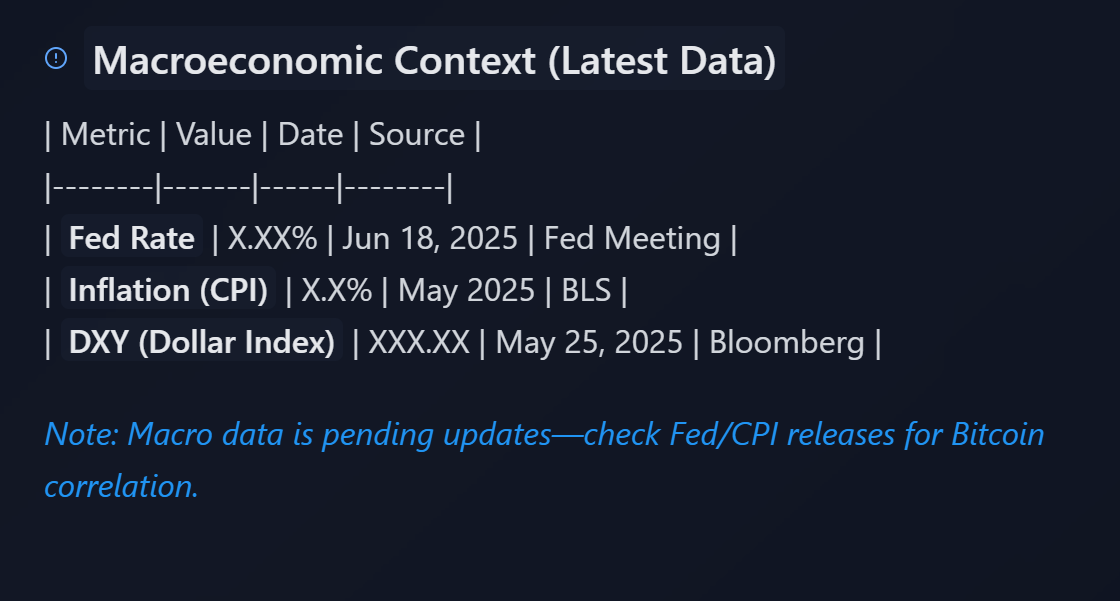 Macroeconomic Context (Latest Data)
| Metric | Value | Date | Source |
|--------|-------|------|--------|
| Fed Rate | X.XX% | Jun 18, 2025 | Fed Meeting |
| Inflation (CPI) | X.X% | May 2025 | BLS |
| DXY (Dollar Index) | XXX.XX | May 25, 2025 | Bloomberg |
Note: Macro data is pending updates—check Fed/CPI releases for Bitcoin
correlation.